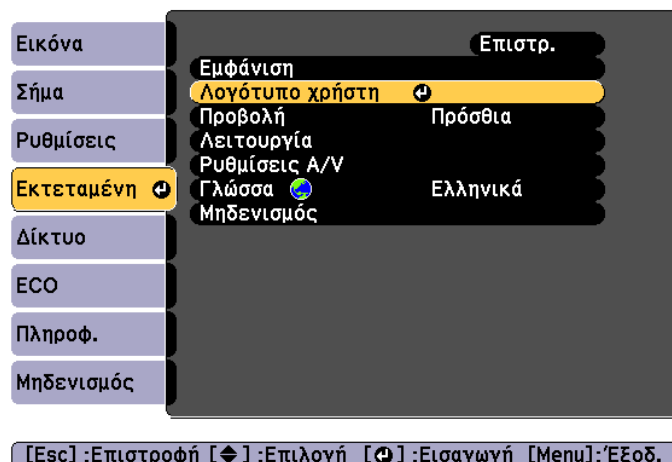 Εικόνα
Σήμα
Ρυθμίσεις
Εκτεταμένη
Δίκτυο
ECO
Πληροφ.
Μηδενισμός
Επιστρ.
Εμφάνιση
Λογότυπο χρήστη
Προβολή Πρόσθια
Λειτουργία
Ρυθμίσεις A/V
Γλώσσα Ελληνικά
Μηδενισμός
[Esc] :Επιστροφή [◆] :Επιλογή [⏎] :Εισαγωγή [Menu]:Έξοδ.